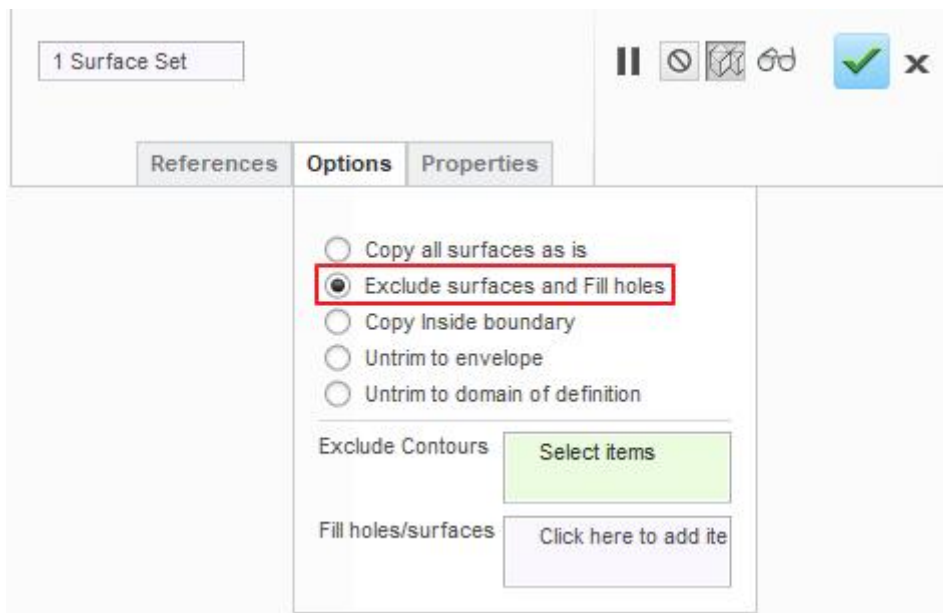 1 Surface Set
References Options Properties
Copy all surfaces as is
Exclude surfaces and Fill holes
Copy Inside boundary
Untrim to envelope
Untrim to domain of definition
Exclude Contours Select items
Fill holes/surfaces Click here to add ite